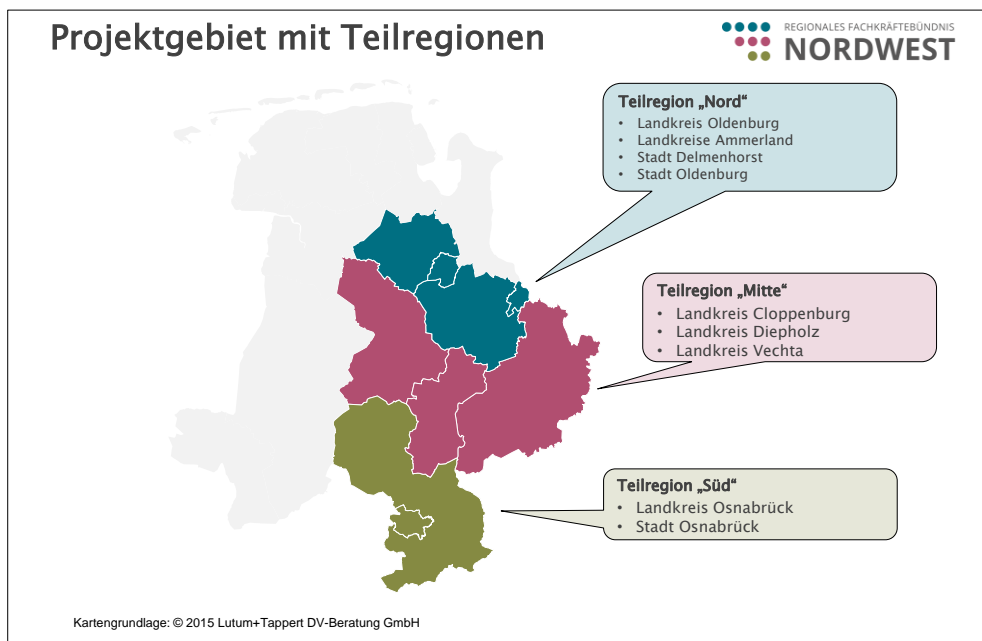 Projektgebiet mit Teilregionen
REGIONALES FACHKRÄFTEBÜNDNIS
NORDWEST
Teilregion „Nord“
• Landkreis Oldenburg
• Landkreise Ammerland
• Stadt Delmenhorst
• Stadt Oldenburg
Teilregion „Mitte“
• Landkreis Cloppenburg
• Landkreis Diepholz
• Landkreis Vechta
Teilregion „Süd“
• Landkreis Osnabrück
• Stadt Osnabrück
Kartengrundlage: © 2015 Lutum+Tappert DV-Beratung GmbH